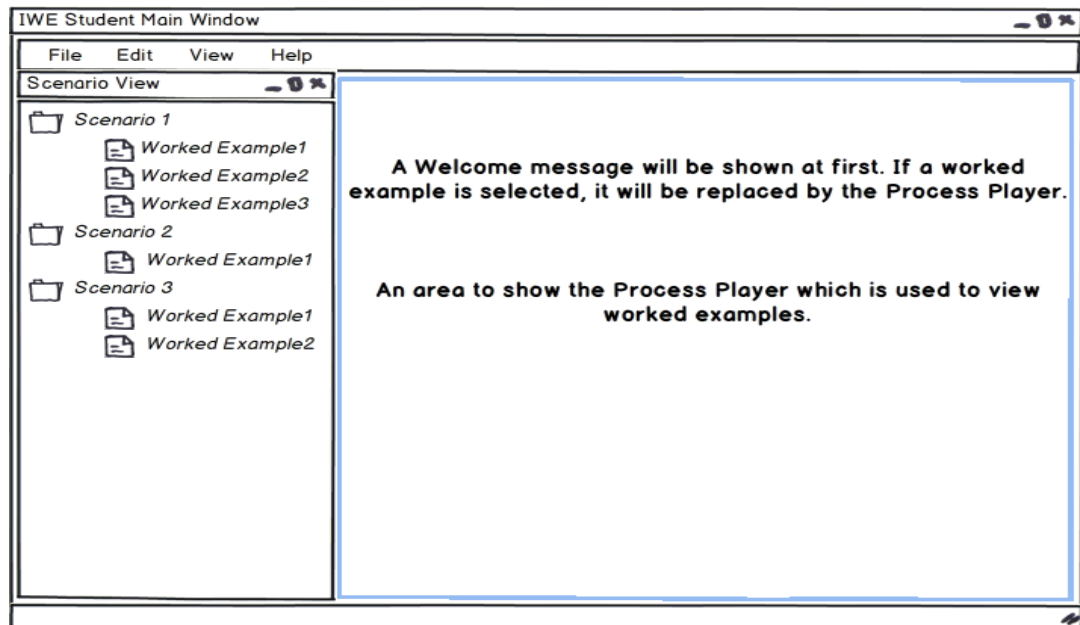 IWE Student Main Window
File Edit View Help
Scenario View
Scenario 1
Worked Example1
Worked Example2
Worked Example3
Scenario 2
Worked Example1
Scenario 3
Worked Example1
Worked Example2
A Welcome message will be shown at first. If a worked
example is selected, it will be replaced by the Process Player.
An area to show the Process Player which is used to view
worked examples.